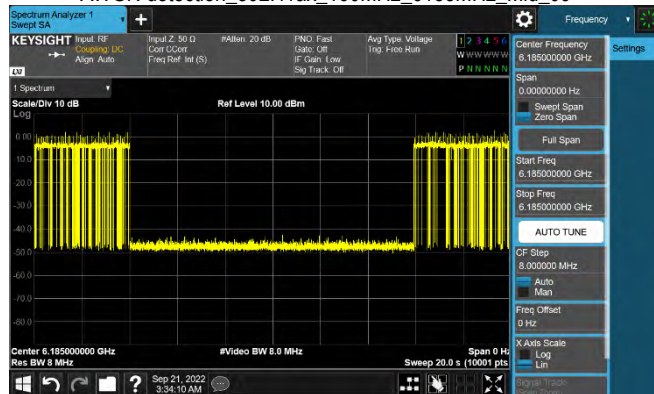 Spectrum Analyzer 1
Swept SA
Frequency
KEYSIGHT
Input: RF
Coupling: DC
Align: Auto
Input Z: 50 Ω
Corr CCorr
Freq Ref: Int (S)
#Atten: 20 dB
PNO: Fast
Gate: Off
IF Gain: Low
Sig Track: Off
Avg Type: Voltage
Trig: Free Run
1 2 3 4 5 6
W W W W W W
P N N N N N
LXI
1 Spectrum
Scale/Div 10 dB
Ref Level 10.00 dBm
Log
0.00
-10.0
-20.0
-30.0
-40.0
-50.0
-60.0
-70.0
-80.0
Center 6.185000000 GHz
#Video BW 8.0 MHz
Span 0 Hz
Res BW 8 MHz
Sweep 20.0 s (10001 pts
Sep 21, 2022
3:34:10 AM
Center Frequency
6.185000000 GHz
Settings
Span
0.00000000 Hz
Swept Span
Zero Span
Full Span
Start Freq
6.185000000 GHz
Stop Freq
6.185000000 GHz
AUTO TUNE
CF Step
8.000000 MHz
Auto
Man
Freq Offset
0 Hz
X Axis Scale
Log
Lin
Signal Track